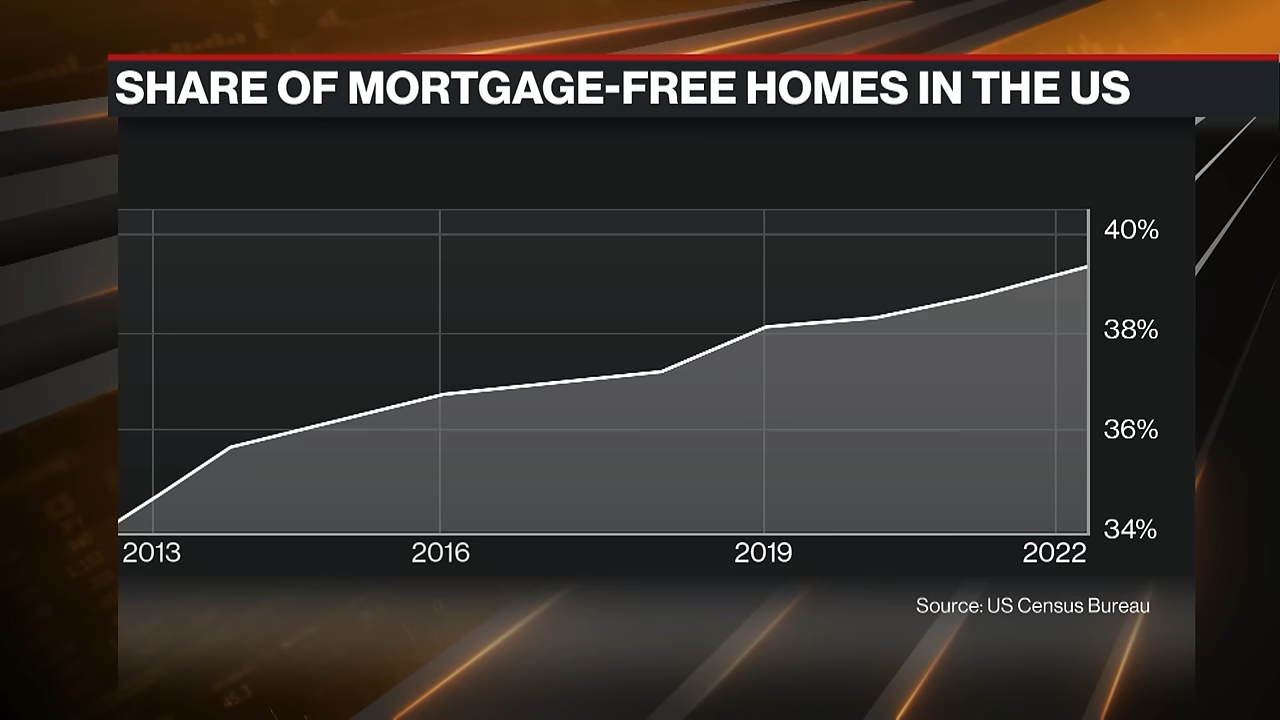 SHARE OF MORTGAGE-FREE HOMES IN THE US
40%
38%
36%
34%
2013 2016 2019 2022
Source: US Census Bureau